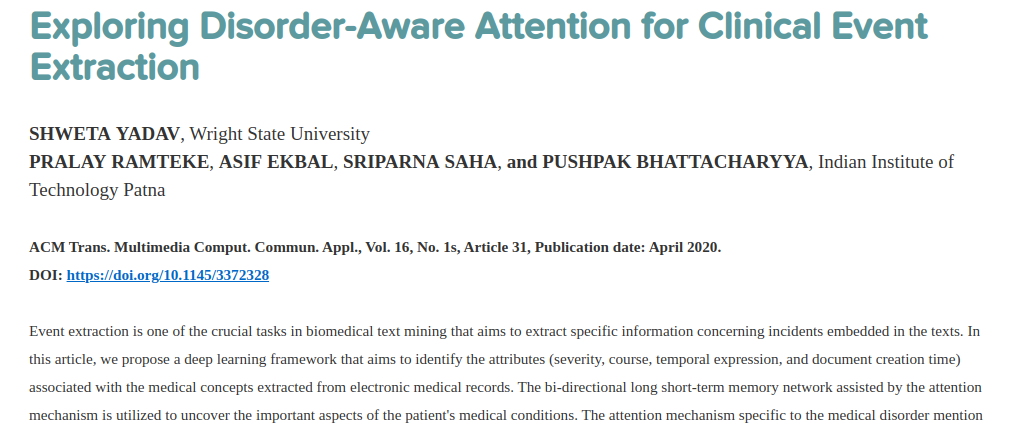 Exploring Disorder-Aware Attention for Clinical Event
Extraction
SHWETA YADAV, Wright State University
PRALAY RAMTEKE, ASIF EKBAL, SRIPARNA SAHA, and PUSHPAK BHATTACHARYYA, Indian Institute of
Technology Patna
ACM Trans. Multimedia Comput. Commun. Appl., Vol. 16, No. 1s, Article 31, Publication date: April 2020.
DOI: https://doi.org/10.1145/3372328
Event extraction is one of the crucial tasks in biomedical text mining that aims to extract specific information concerning incidents embedded in the texts. In
this article, we propose a deep learning framework that aims to identify the attributes (severity, course, temporal expression, and document creation time)
associated with the medical concepts extracted from electronic medical records. The bi-directional long short-term memory network assisted by the attention
mechanism is utilized to uncover the important aspects of the patient's medical conditions. The attention mechanism specific to the medical disorder mention